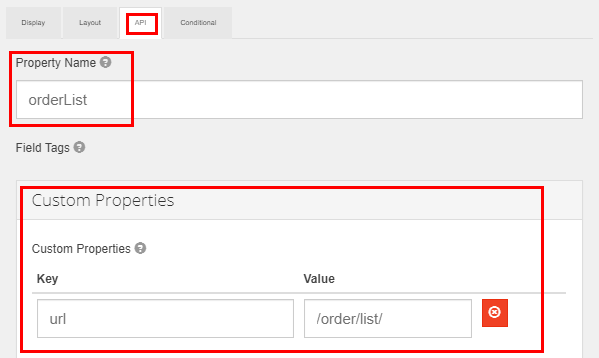 Display Layout API Conditional
Property Name
orderList
Field Tags
Custom Properties
Custom Properties
Key Value
url /order/list/